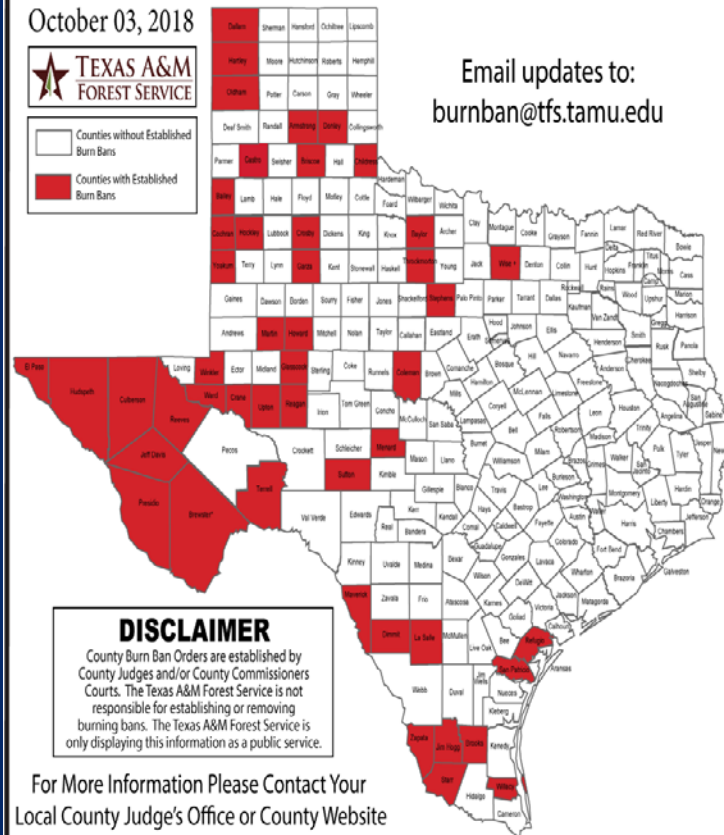 October 03, 2018
TEXAS A&M
FOREST SERVICE
Counties without Established
Burn Bans
Counties with Established
Burn Bans
Email updates to:
burnban@tfs.tamu.edu
Dallam Sherman Hansford Ochiltree Lipscomb
Hartley Moore Hutchinson Roberts Hemphill
Oldham Potter Carson Gray Wheeler
Deaf Smith Randall Armstrong Donley Collingsworth
Parmer Castro Swisher Briscoe Hall Childress
Hardeman
Bailey Lamb Hale Floyd Motley Cottle Foard Wilbarger Wichita
Clay Montague Cooke Grayson Fannin Lamar Red River Bowie
Cochran Hockley Lubbock Crosby Dickens King Knox Baylor Archer
Delta Titus Morris Cass
Yoakum Terry Lynn Garza Kent Stonewall Haskell Throckmorton Young Jack Wise + Denton Collin Hunt Hopkins Franklin
Camp Marion
Gaines Dawson Borden Scurry Fisher Jones Shackelford Stephens Palo Pinto Parker Tarrant Dallas Rockwall Rains Wood Upshur
Kaufman Van Zandt Gregg Harrison
Andrews Martin Howard Mitchell Nolan Taylor Callahan Eastland Erath Hood Somervell Johnson Ellis
Henderson Smith Rusk Panola
El Paso Hudspeth Culberson Reeves Loving Winkler Ector Midland Glasscock Sterling Coke Runnels Coleman Brown Comanche Bosque Hill Navarro
Anderson Cherokee Shelby
Hamilton Freestone Nacogdoches San Augustine Sabine
Ward Crane Upton Reagan Irion Tom Green Concho McCulloch Mills Coryell McLennan Limestone
Leon Houston Angelina
Jeff Davis Pecos Crockett Schleicher Menard San Saba Lampasas Bell Falls Robertson Madison Trinity Polk Tyler Jasper New
Presidio Brewster* Terrell Sutton Kimble Mason Llano Burnet Williamson Milam Brazos Grimes Walker San Jacinto Hardin
Burleson Washington Montgomery Liberty Orange
Val Verde Edwards Gillespie Blanco Travis Lee Jefferson
Real Kerr Kendall Hays Bastrop Austin Waller Harris Chambers
Bandera Comal Caldwell Fayette Colorado Fort Bend Galveston
Kinney Uvalde Medina Bexar Guadalupe Gonzales Lavaca Wharton Brazoria
Wilson DeWitt Jackson Matagorda
Maverick Zavala Frio Atascosa Karnes Victoria
Goliad Calhoun
Dimmit La Salle McMullen Live Oak Bee Refugio
San Patricio Aransas
Webb Duval Jim Wells Nueces
Kleberg
Zapata Jim Hogg Brooks Kenedy
Starr Hidalgo Willacy
Cameron
DISCLAIMER
County Burn Ban Orders are established by
County Judges and/or County Commissioners
Courts. The Texas A&M Forest Service is not
responsible for establishing or removing
burning bans. The Texas A&M Forest Service is
only displaying this information as a public service.
For More Information Please Contact Your
Local County Judge's Office or County Website